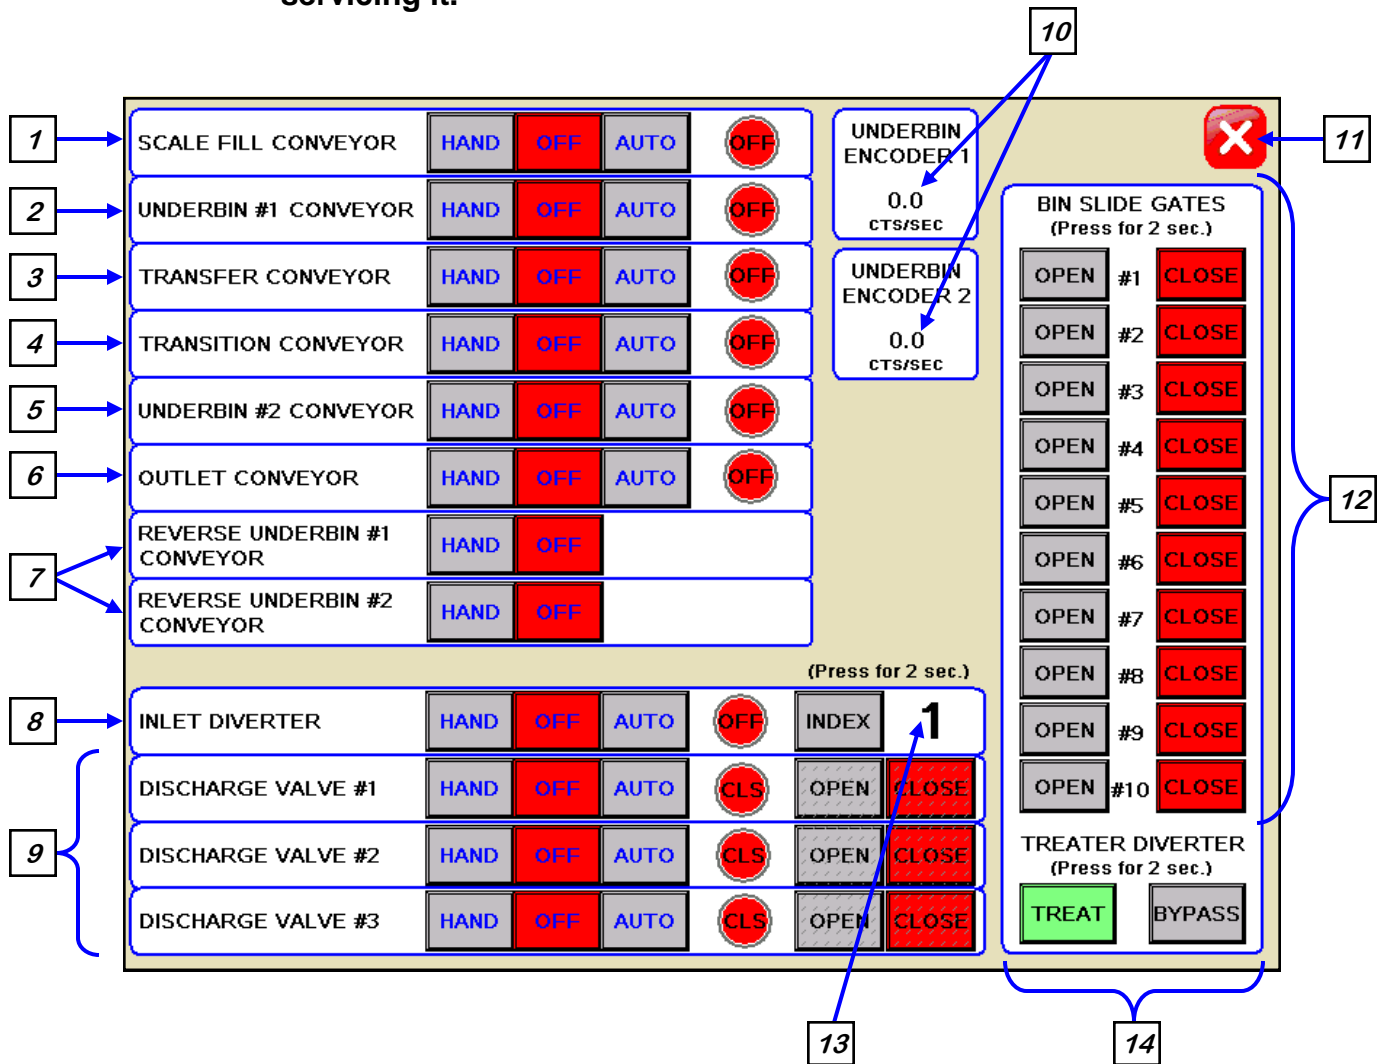 servicing it.
10
1
SCALE FILL CONVEYOR HAND OFF AUTO OFF
2
UNDERBIN #1 CONVEYOR HAND OFF AUTO OFF
3
TRANSFER CONVEYOR HAND OFF AUTO OFF
4
TRANSITION CONVEYOR HAND OFF AUTO OFF
5
UNDERBIN #2 CONVEYOR HAND OFF AUTO OFF
6
OUTLET CONVEYOR HAND OFF AUTO OFF
7
REVERSE UNDERBIN #1
CONVEYOR
HAND OFF
REVERSE UNDERBIN #2
CONVEYOR
HAND OFF
(Press for 2 sec.)
8
INLET DIVERTER HAND OFF AUTO OFF INDEX 1
9
DISCHARGE VALVE #1 HAND OFF AUTO CLS OPEN CLOSE
DISCHARGE VALVE #2 HAND OFF AUTO CLS OPEN CLOSE
DISCHARGE VALVE #3 HAND OFF AUTO CLS OPEN CLOSE
UNDERBIN
ENCODER 1
0.0
CTS/SEC
UNDERBIN
ENCODER 2
0.0
CTS/SEC
X
11
BIN SLIDE GATES
(Press for 2 sec.)
OPEN #1 CLOSE
OPEN #2 CLOSE
OPEN #3 CLOSE
OPEN #4 CLOSE
OPEN #5 CLOSE
OPEN #6 CLOSE
OPEN #7 CLOSE
OPEN #8 CLOSE
OPEN #9 CLOSE
OPEN #10 CLOSE
12
TREATER DIVERTER
(Press for 2 sec.)
TREAT BYPASS
13
14